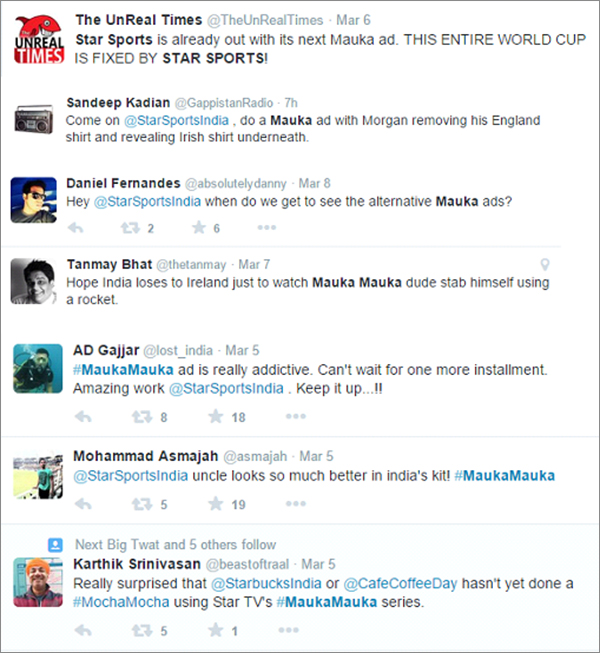 The UnReal Times @TheUnRealTimes · Mar 6
Star Sports is already out with its next Mauka ad. THIS ENTIRE WORLD CUP
IS FIXED BY STAR SPORTS!
UNREAL
TIMES
Sandeep Kadian @GappistanRadio · 7h
Come on @StarSportsIndia , do a Mauka ad with Morgan removing his England
shirt and revealing Irish shirt underneath.
Daniel Fernandes @absolutelydanny · Mar 8
Hey @StarSportsIndia when do we get to see the alternative Mauka ads?
2 6
Tanmay Bhat @thetanmay · Mar 7
Hope India loses to Ireland just to watch Mauka Mauka dude stab himself using
a rocket.
AD Gajjar @lost_india · Mar 5
#MaukaMauka ad is really addictive. Can't wait for one more installment.
Amazing work @StarSportsIndia . Keep it up...!!
8 18
Mohammad Asmajah @asmajah · Mar 5
@StarSportsIndia uncle looks so much better in india's kit! #MaukaMauka
5 19
Next Big Twat and 5 others follow
Karthik Srinivasan @beastoftraal · Mar 5
Really surprised that @StarbucksIndia or @CafeCoffeeDay hasn't yet done a
#MochaMocha using Star TV's #MaukaMauka series.
5 1